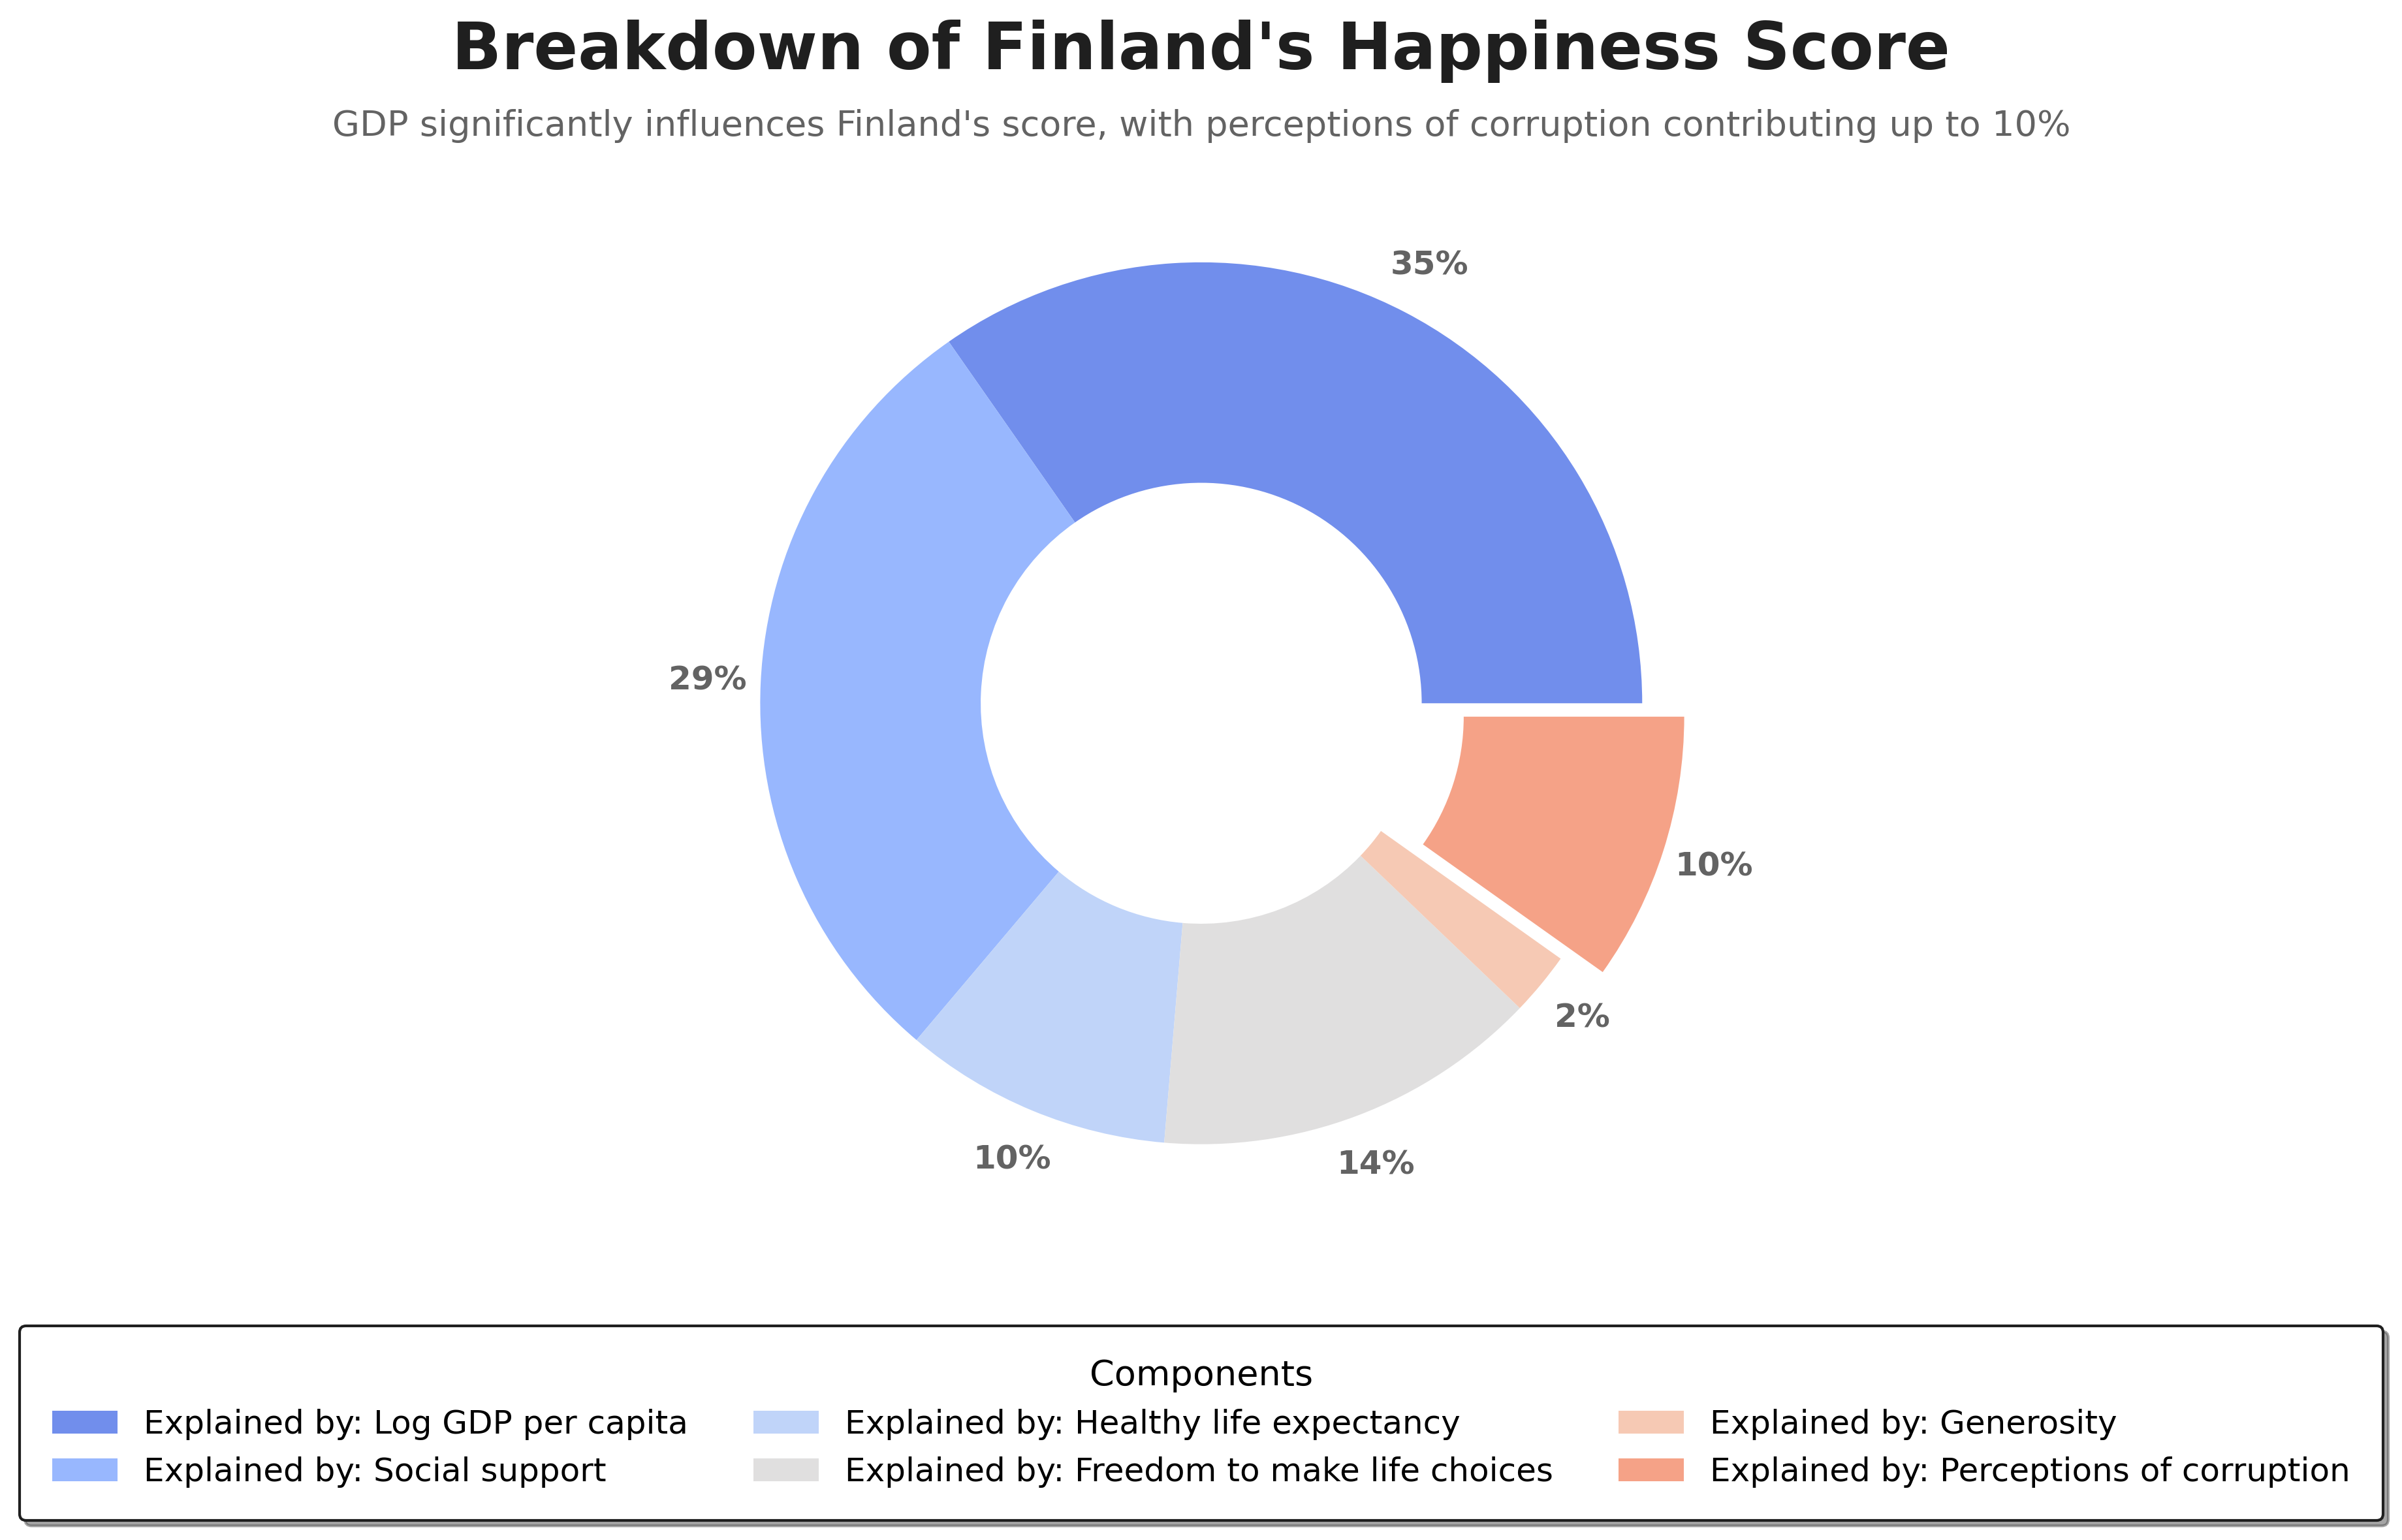 Breakdown of Finland's Happiness Score
GDP significantly influences Finland's score, with perceptions of corruption contributing up to 10%
35%
29%
10%
2%
10%
14%
Components
Explained by: Log GDP per capita
Explained by: Social support
Explained by: Healthy life expectancy
Explained by: Freedom to make life choices
Explained by: Generosity
Explained by: Perceptions of corruption